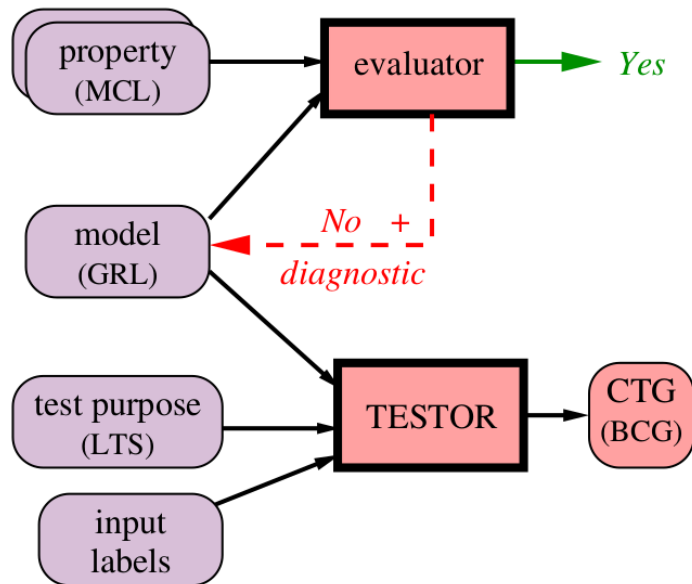 property
(MCL)
evaluator
Yes
No +
diagnostic
model
(GRL)
test purpose
(LTS)
TESTOR
CTG
(BCG)
input
labels